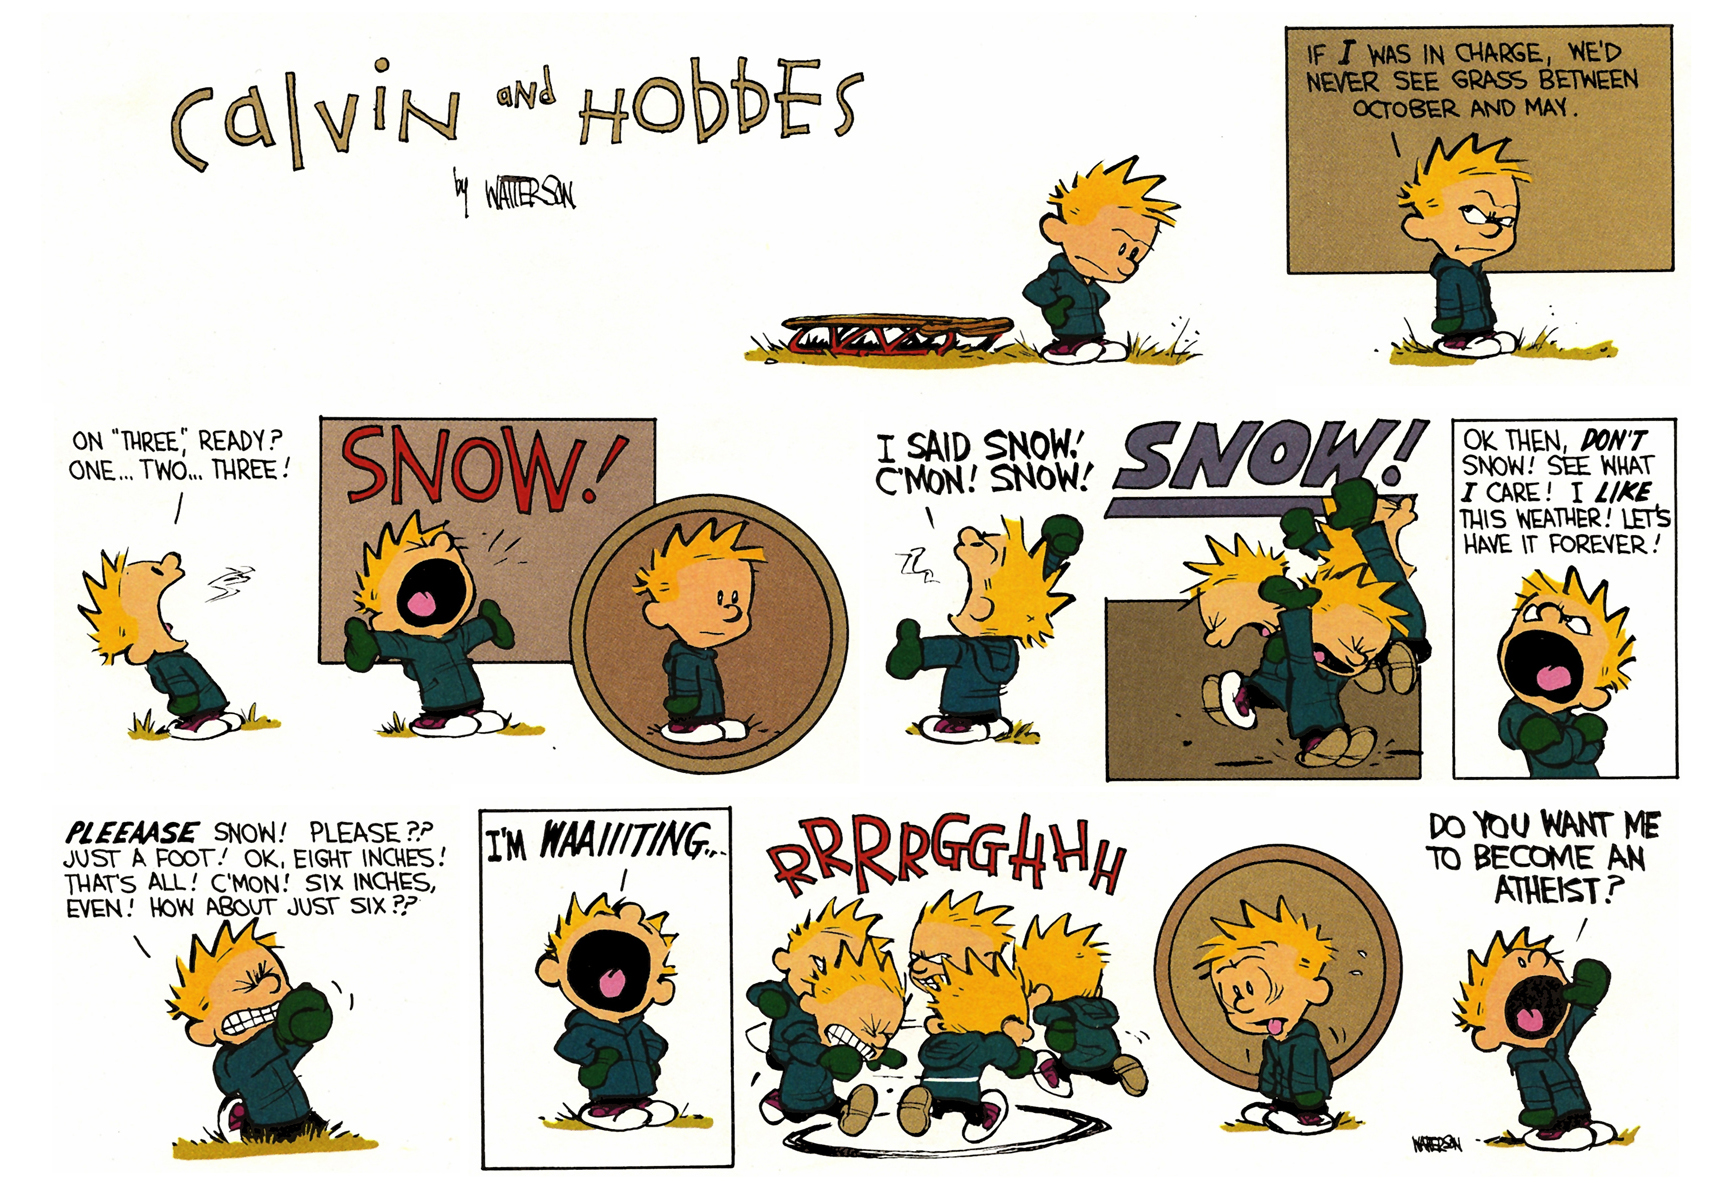 Calvin and HobbEs
by WATTERSON
IF I WAS IN CHARGE, WE'D
NEVER SEE GRASS BETWEEN
OCTOBER AND MAY.
ON "THREE," READY?
ONE... TWO... THREE!
SNOW!
I SAID SNOW!
C'MON! SNOW!
SNOW!
OK THEN, DON'T
SNOW! SEE WHAT
I CARE! I LIKE
THIS WEATHER! LET'S
HAVE IT FOREVER!
PLEEAASE SNOW! PLEASE??
JUST A FOOT! OK, EIGHT INCHES!
THAT'S ALL! C'MON! SIX INCHES,
EVEN! HOW ABOUT JUST SIX??
I'M WAAIIITING...
RRRRGGHHH
DO YOU WANT ME
TO BECOME AN
ATHEIST?
WATTERSON